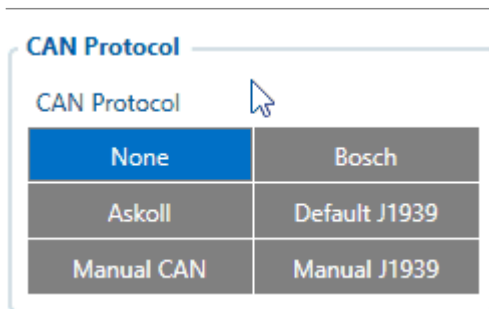 CAN Protocol
CAN Protocol
None Bosch
Askoll Default J1939
Manual CAN Manual J1939